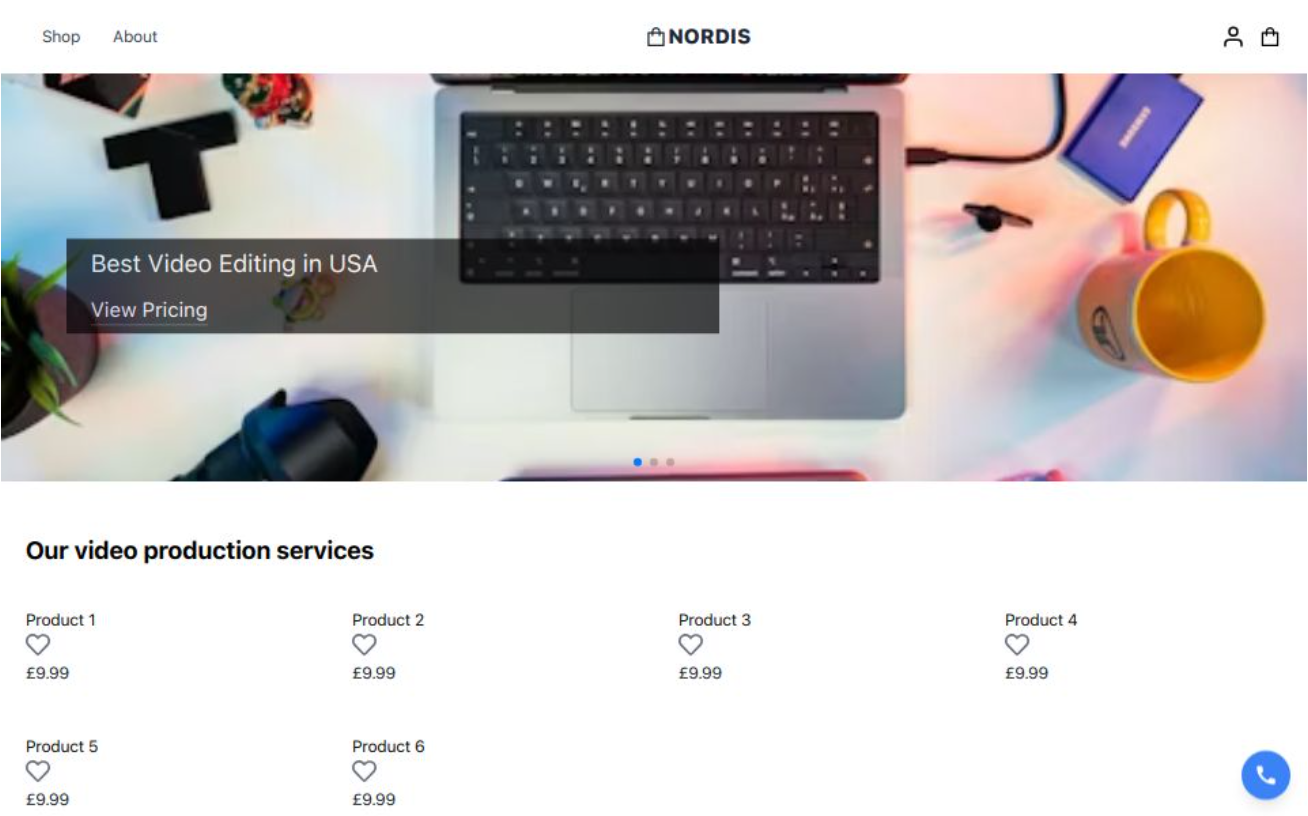 Shop About NORDIS
Best Video Editing in USA
View Pricing
Our video production services
Product 1 Product 2 Product 3 Product 4
£9.99 £9.99 £9.99 £9.99
Product 5 Product 6
£9.99 £9.99